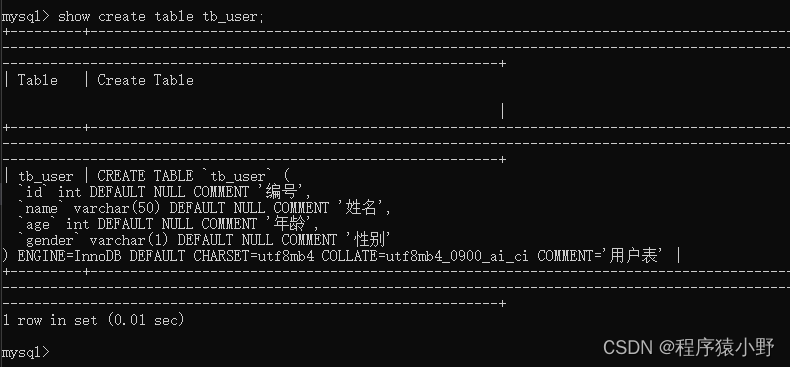 mysql> show create table tb_user;
+---------+------------------------------------------------------------------------------------------
---------------------------------------------------------------------------------------------------
--------------------------------------------------------------+
| Table   | Create Table
|
+---------+------------------------------------------------------------------------------------------
---------------------------------------------------------------------------------------------------
--------------------------------------------------------------+
| tb_user | CREATE TABLE `tb_user` (
  `id` int DEFAULT NULL COMMENT '编号',
  `name` varchar(50) DEFAULT NULL COMMENT '姓名',
  `age` int DEFAULT NULL COMMENT '年龄',
  `gender` varchar(1) DEFAULT NULL COMMENT '性别'
) ENGINE=InnoDB DEFAULT CHARSET=utf8mb4 COLLATE=utf8mb4_0900_ai_ci COMMENT='用户表' |
+---------+------------------------------------------------------------------------------------------
---------------------------------------------------------------------------------------------------
--------------------------------------------------------------+
1 row in set (0.01 sec)
mysql>
CSDN @程序猿小野